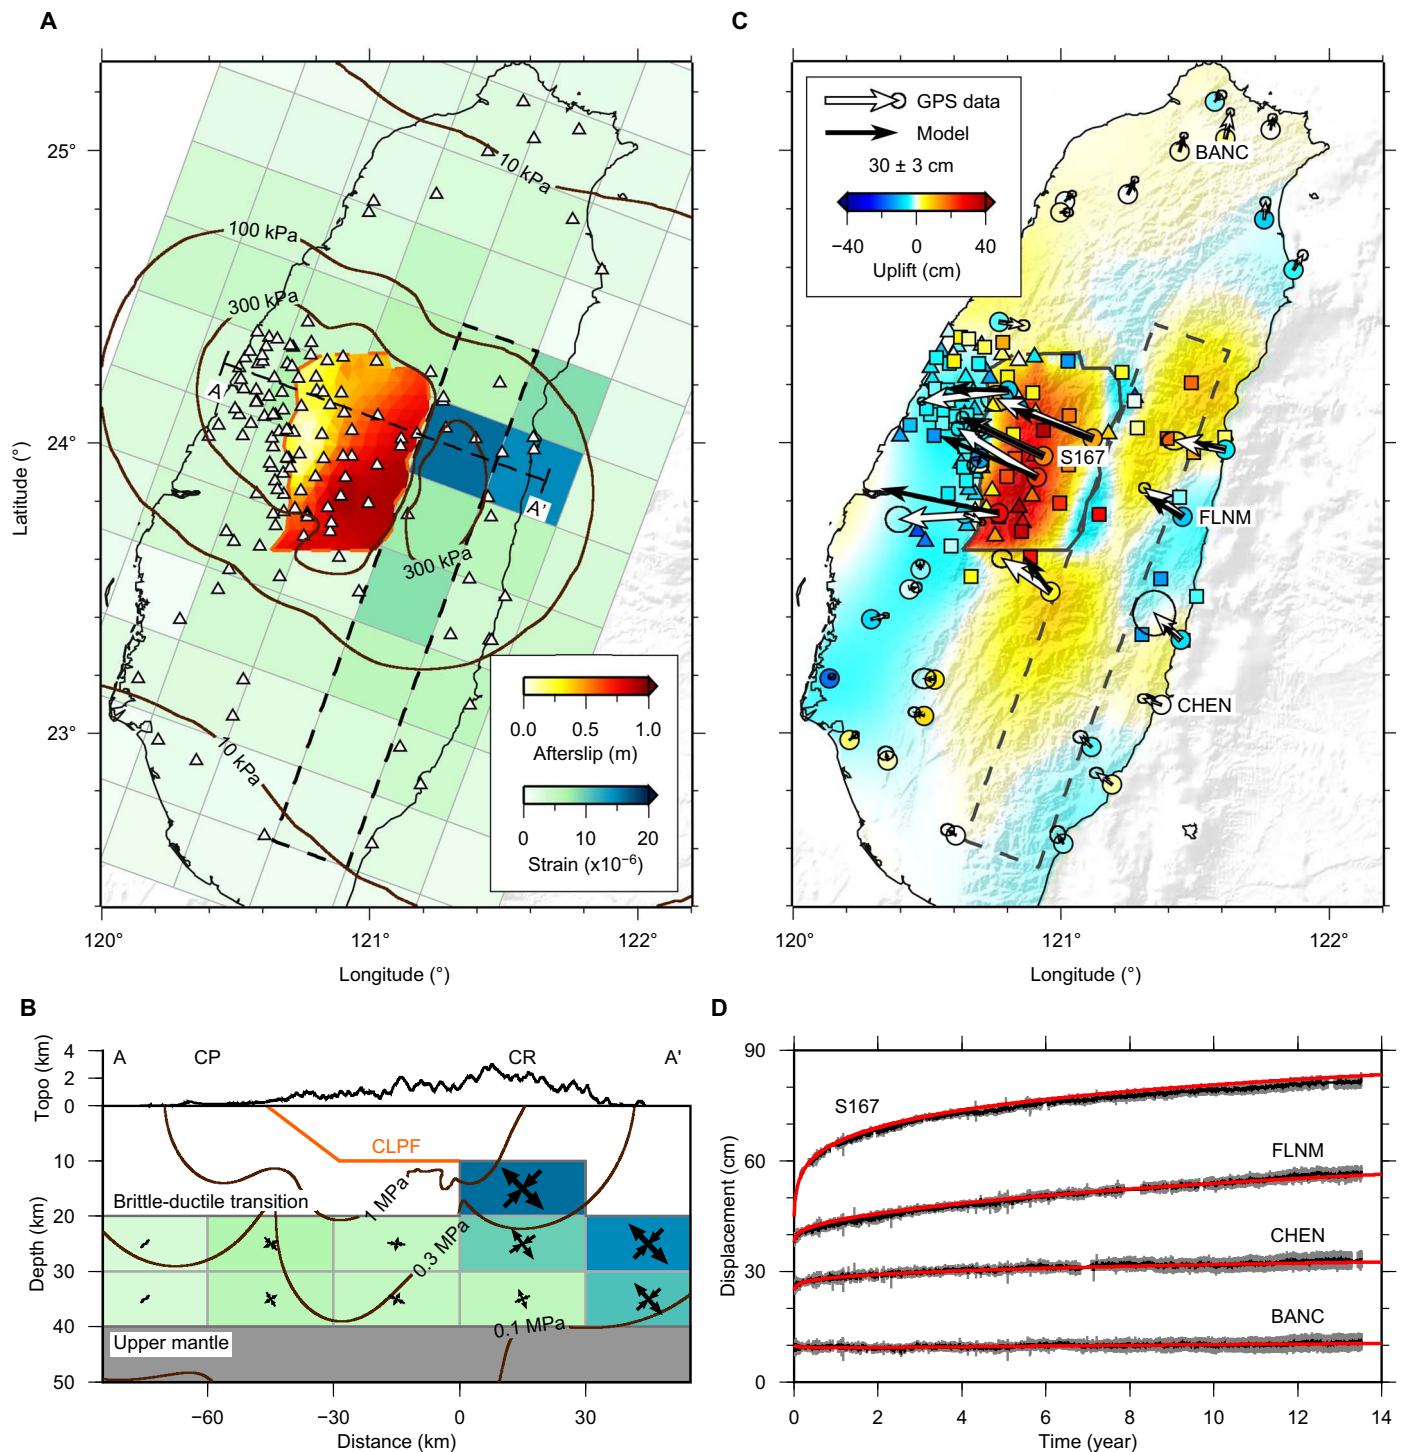 A
C
25°
24°
23°
Latitude (°)
120°
121°
122°
Longitude (°)
10 kPa
100 kPa
300 kPa
A
A'
300 kPa
10 kPa
0.0 0.5 1.0
Afterslip (m)
0 10 20
Strain (x10⁻⁶)
GPS data
Model
30 ± 3 cm
−40 0 40
Uplift (cm)
BANC
S167
FLNM
CHEN
120°
121°
122°
Longitude (°)
B
D
A CP CR A'
4
2
0
Topo (km)
CLPF
Brittle-ductile transition
1 MPa
0.3 MPa
0.1 MPa
Upper mantle
10
20
30
40
50
Depth (km)
−60 −30 0 30
Distance (km)
90
60
30
0
Displacement (cm)
S167
FLNM
CHEN
BANC
0 2 4 6 8 10 12 14
Time (year)